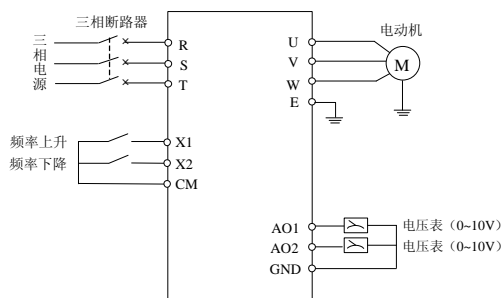 三相断路器
三相电源
R
S
T
频率上升
频率下降
X1
X2
CM
U
V
W
E
电动机
M
AO1
AO2
GND
电压表（0~10V）
电压表（0~10V）